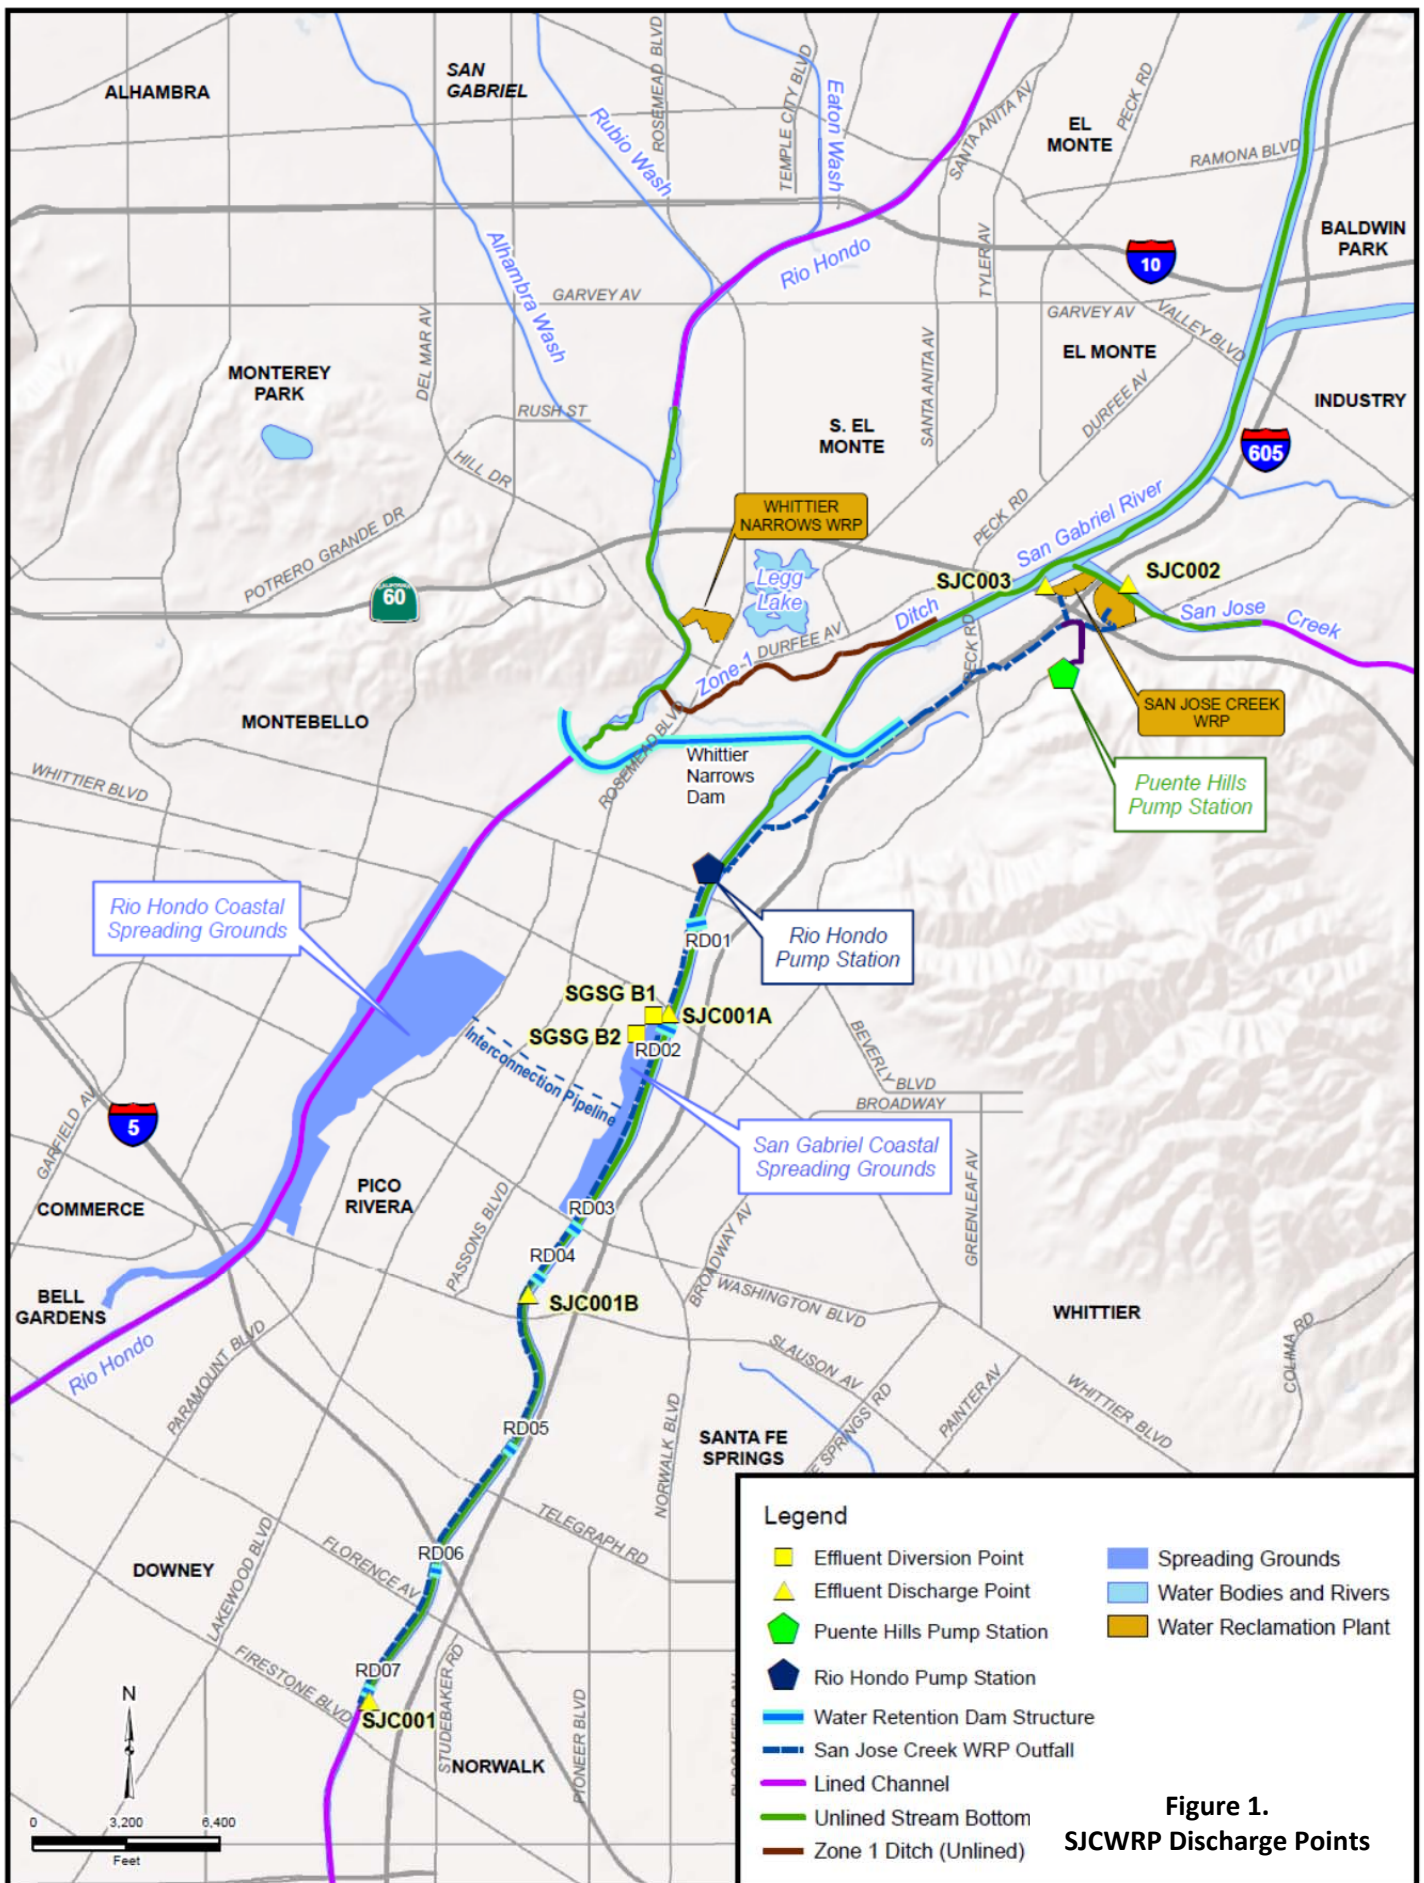 ALHAMBRA
SAN
GABRIEL
ROSEMEAD BLVD
Rubio Wash
TEMPLE CITY BLVD
Eaton Wash
SANTA ANITA AV
PECK RD
EL
MONTE
RAMONA BLVD
BALDWIN
PARK
10
Rio Hondo
TYLER AV
Alhambra Wash
GARVEY AV
GARVEY AV
VALLEY BLVD
DEL MAR AV
MONTEREY
PARK
EL MONTE
SANTA ANITA AV
DURFEE AV
INDUSTRY
RUSH ST
S. EL
MONTE
605
HILL DR
POTRERO GRANDE DR
WHITTIER
NARROWS WRP
PECK RD
San Gabriel River
CALIFORNIA
60
Legg
Lake
SJC003
SJC002
Ditch
San Jose
Creek
DURFEE AV
Zone 1
PECK RD
SAN JOSE CREEK
WRP
MONTEBELLO
ROSEMEAD BLVD
Whittier
Narrows
Dam
WHITTIER BLVD
Puente Hills
Pump Station
Rio Hondo Coastal
Spreading Grounds
RD01
Rio Hondo
Pump Station
SGSG B1
SJC001A
SGSG B2
RD02
Interconnection Pipeline
BEVERLY BLVD
BROADWAY
GARFIELD AV
5
San Gabriel Coastal
Spreading Grounds
GREENLEAF AV
COMMERCE
PICO
RIVERA
PASSONS BLVD
RD03
RD04
BROADWAY AV
WASHINGTON BLVD
BELL
GARDENS
SJC001B
WHITTIER
COLIMA RD
Rio Hondo
PARAMOUNT BLVD
SLAUSON AV
WHITTIER BLVD
PAINTER AV
E SPRINGS RD
RD05
NORWALK BLVD
SANTA FE
SPRINGS
TELEGRAPH RD
RD06
FLORENCE AV
DOWNEY
LAKEWOOD BLVD
FIRESTONE BLVD
RD07
SJC001
STUDEBAKER RD
NORWALK
PIONEER BLVD
N
0
3,200
6,400
Feet
Legend
Effluent Diversion Point
Effluent Discharge Point
Puente Hills Pump Station
Rio Hondo Pump Station
Water Retention Dam Structure
San Jose Creek WRP Outfall
Lined Channel
Unlined Stream Bottom
Zone 1 Ditch (Unlined)
Spreading Grounds
Water Bodies and Rivers
Water Reclamation Plant
Figure 1.
SJCWRP Discharge Points